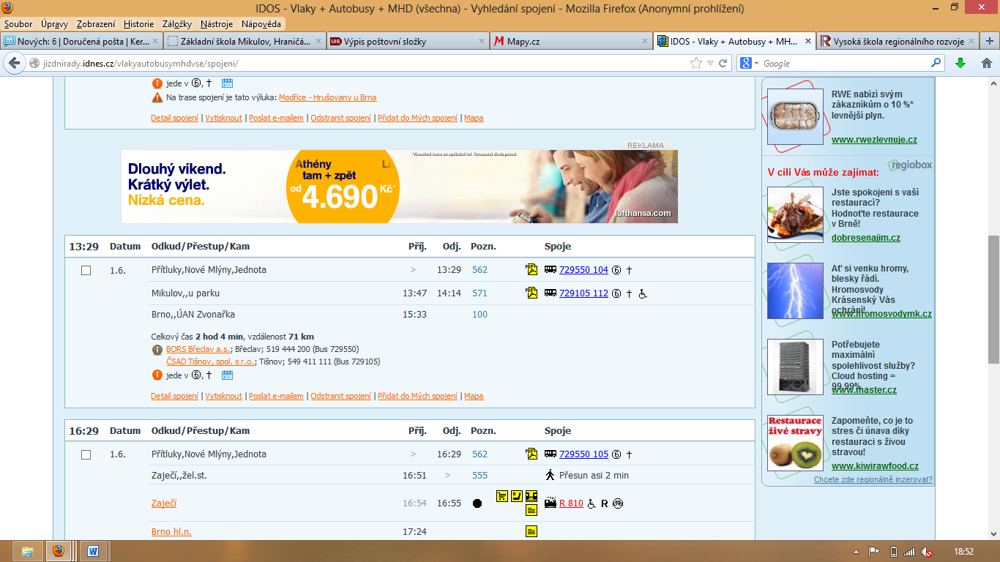 IDOS - Vlaky + Autobusy + MHD (všechna) - Vyhledání spojení - Mozilla Firefox (Anonymní prohlížení)
Soubor Úpravy Zobrazení Historie Záložky Nástroje Nápověda
Nových: 6 | Doručená pošta | Ker... Základní škola Mikulov, Hraničá... Výpis poštovní složky Mapy.cz IDOS - Vlaky + Autobusy + MH... Vysoká škola regionálního rozvoje
jizdnirady.idnes.cz/vlakyautobusymhdvse/spojeni/ Google
jede v ⑥, †
Na trase spojení je tato výluka: Modřice - Hrušovany u Brna
Detail spojení | Vytisknout | Poslat e-mailem | Odstranit spojení | Přidat do Mých spojení | Mapa
REKLAMA
Dlouhý víkend.
Krátký výlet.
Nízká cena.
Athény
tam + zpět
od 4.690 Kč*
*Konečná cena za zpáteční let. Omezená dostupnost.
lufthansa.com
13:29 Datum Odkud/Přestup/Kam Příj. Odj. Pozn. Spoje
1.6. Přítluky,Nové Mlýny,Jednota > 13:29 562 PDF 729550 104 ⑥ †
Mikulov,,u parku 13:47 14:14 571 PDF 729105 112 ⑥ †
Brno,,ÚAN Zvonařka 15:33 100
Celkový čas 2 hod 4 min, vzdálenost 71 km
BORS Břeclav a.s.; Břeclav; 519 444 200 (Bus 729550)
ČSAD Tišnov, spol. s r.o.; Tišnov; 549 411 111 (Bus 729105)
jede v ⑥, †
Detail spojení | Vytisknout | Poslat e-mailem | Odstranit spojení | Přidat do Mých spojení | Mapa
16:29 Datum Odkud/Přestup/Kam Příj. Odj. Pozn. Spoje
1.6. Přítluky,Nové Mlýny,Jednota > 16:29 562 PDF 729550 105 ⑥ †
Zaječí,,žel.st. 16:51 > 555 Přesun asi 2 min
Zaječí 16:54 16:55 R 810 R
Brno hl.n. 17:24
RWE nabízí svým
zákazníkům o 10 %*
levnější plyn.
www.rwezlevnuje.cz
regiobox
V cíli Vás může zajímat:
Jste spokojeni s vaší
restaurací?
Hodnoťte restaurace
v Brně!
dobresenajim.cz
Ať si venku hromy,
blesky řádí.
Hromosvody
Krásenský Vás
ochrání!
www.hromosvodymk.cz
Potřebujete
maximální
spolehlivost služby?
Cloud hosting =
99,99%
www.master.cz
Restaurace
živé stravy
Zapomeňte, co je to
stres či únava díky
restauraci s živou
stravou!
www.kiwirawfood.cz
Chcete zde regionálně inzerovat?
18:52